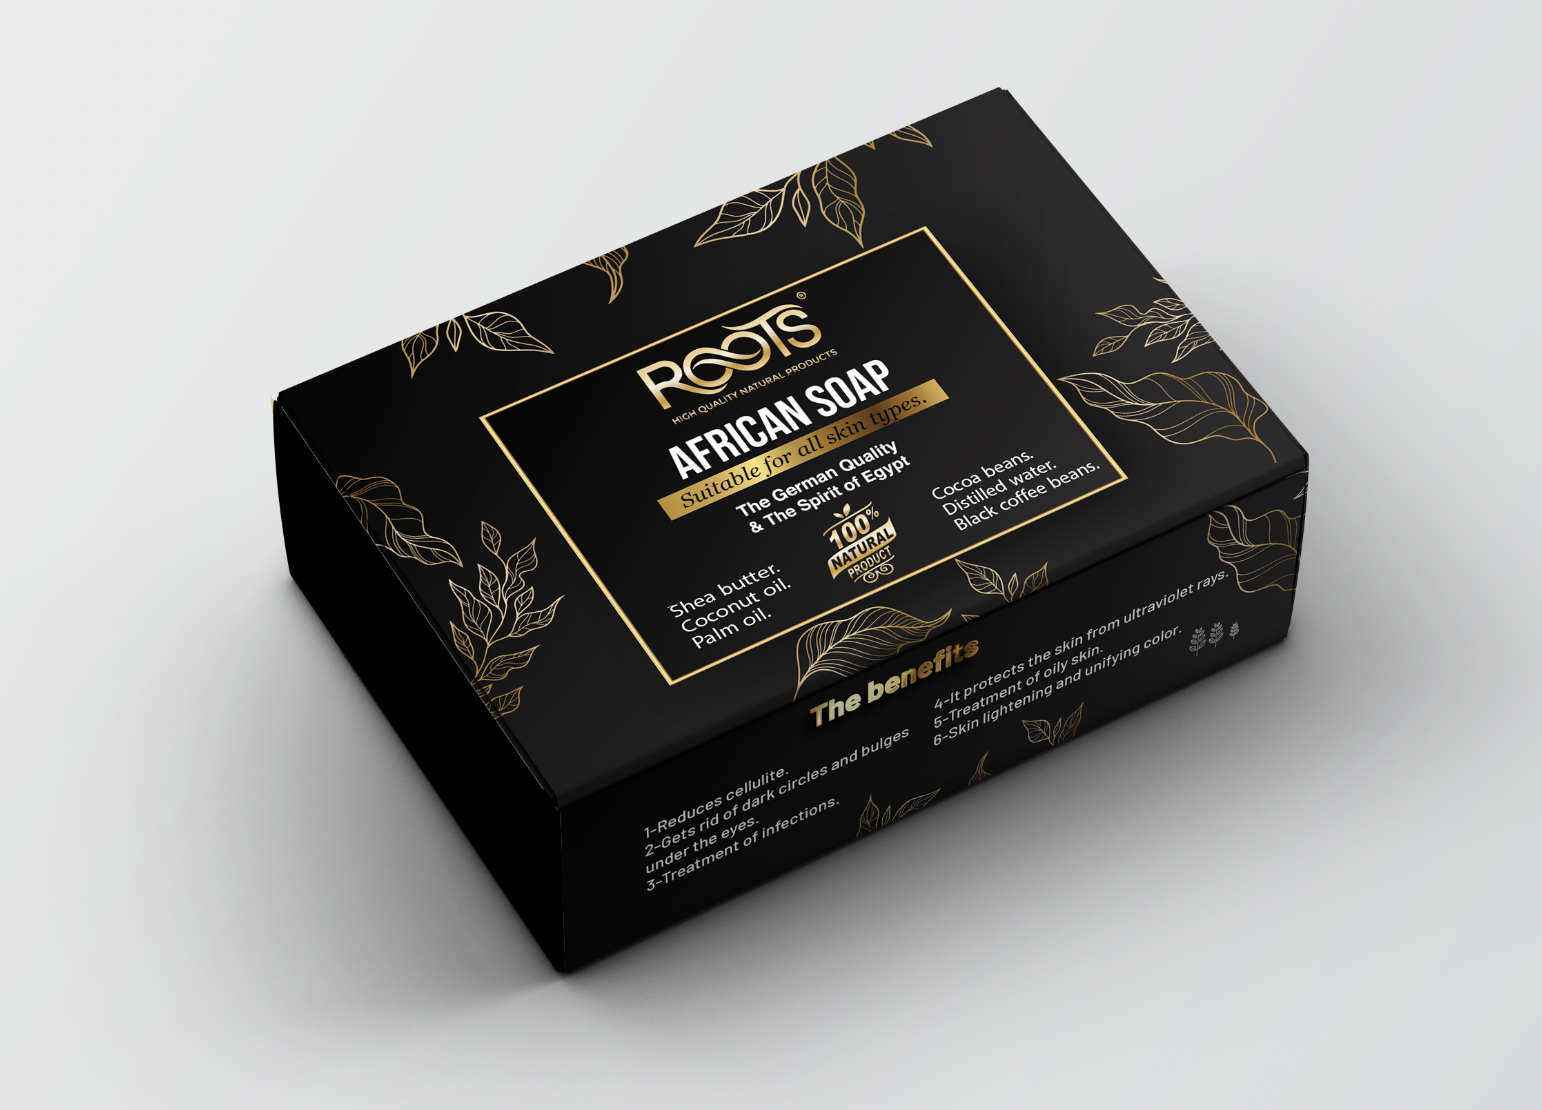 ROOTS®
HIGH QUALITY NATURAL PRODUCTS
AFRICAN SOAP
Suitable for all skin types.
The German Quality
& The Spirit of Egypt
100%
NATURAL
PRODUCT
Shea butter.
Coconut oil.
Palm oil.
Cocoa beans.
Distilled water.
Black coffee beans.
The benefits
1-Reduces cellulite.
2-Gets rid of dark circles and bulges
under the eyes.
3-Treatment of infections.
4-It protects the skin from ultraviolet rays.
5-Treatment of oily skin.
6-Skin lightening and unifying color.